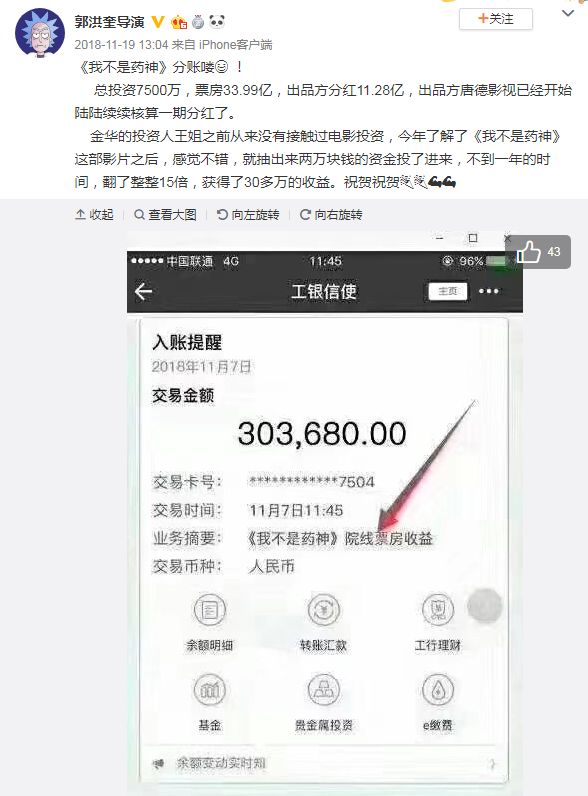 郭洪奎导演
+关注
2018-11-19 13:04 来自 iPhone客户端
《我不是药神》分账喽 ！
总投资7500万，票房33.99亿，出品方分红11.28亿，出品方唐德影视已经开始
陆陆续续核算一期分红了。
金华的投资人王姐之前从来没有接触过电影投资，今年了解了《我不是药神》
这部影片之后，感觉不错，就抽出来两万块钱的资金投了进来，不到一年的时
间，翻了整整15倍，获得了30多万的收益。祝贺祝贺
收起 查看大图 向左旋转 向右旋转
43
中国联通 4G 11:45 96%
工银信使 主页
入账提醒
2018年11月7日
交易金额
303,680.00
交易卡号： ************7504
交易时间： 11月7日11:45
业务摘要： 《我不是药神》院线票房收益
交易币种： 人民币
余额明细 转账汇款 工行理财
基金 贵金属投资 e缴费
余额变动实时知